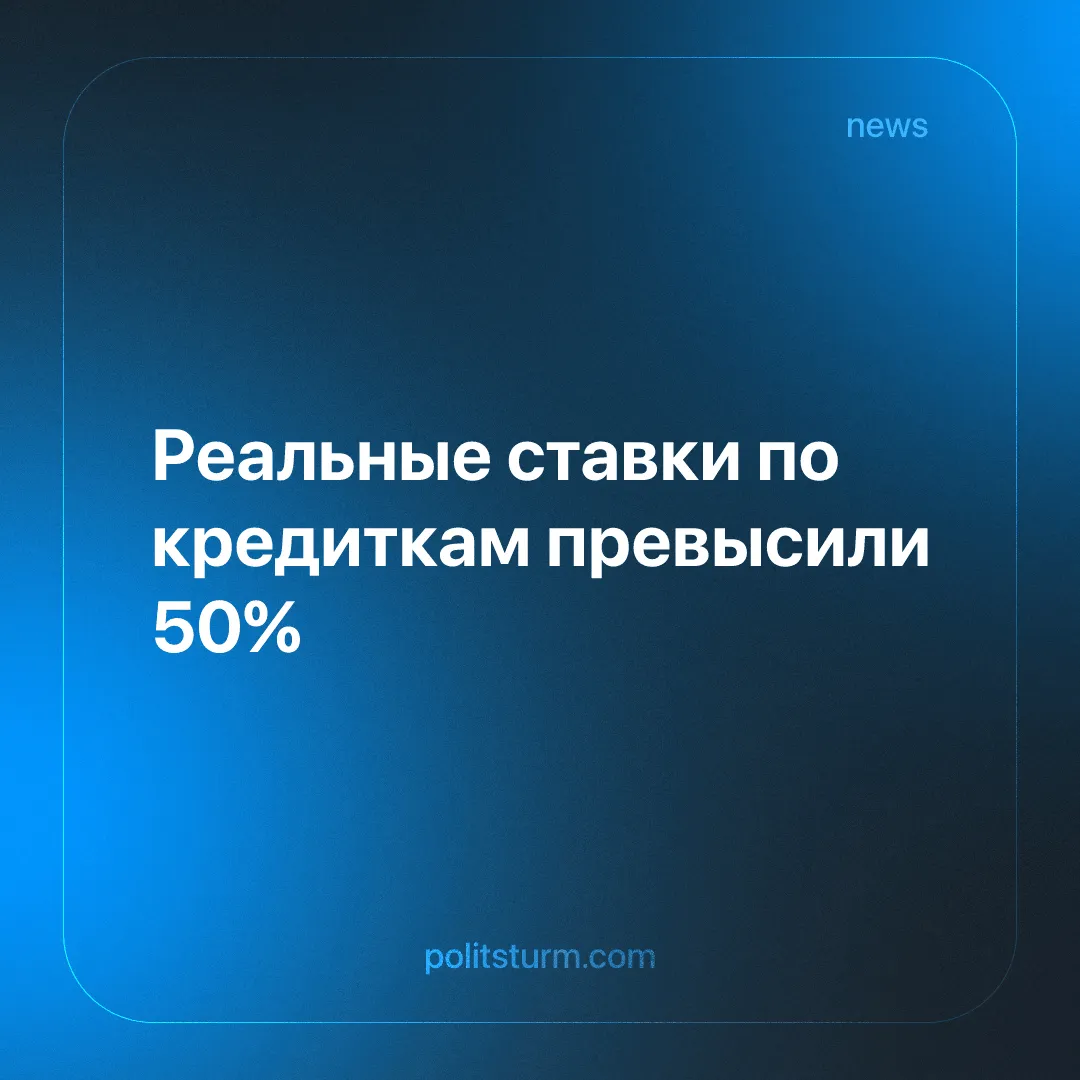 news
Реальные ставки по
кредиткам превысили
50%
politsturm.com